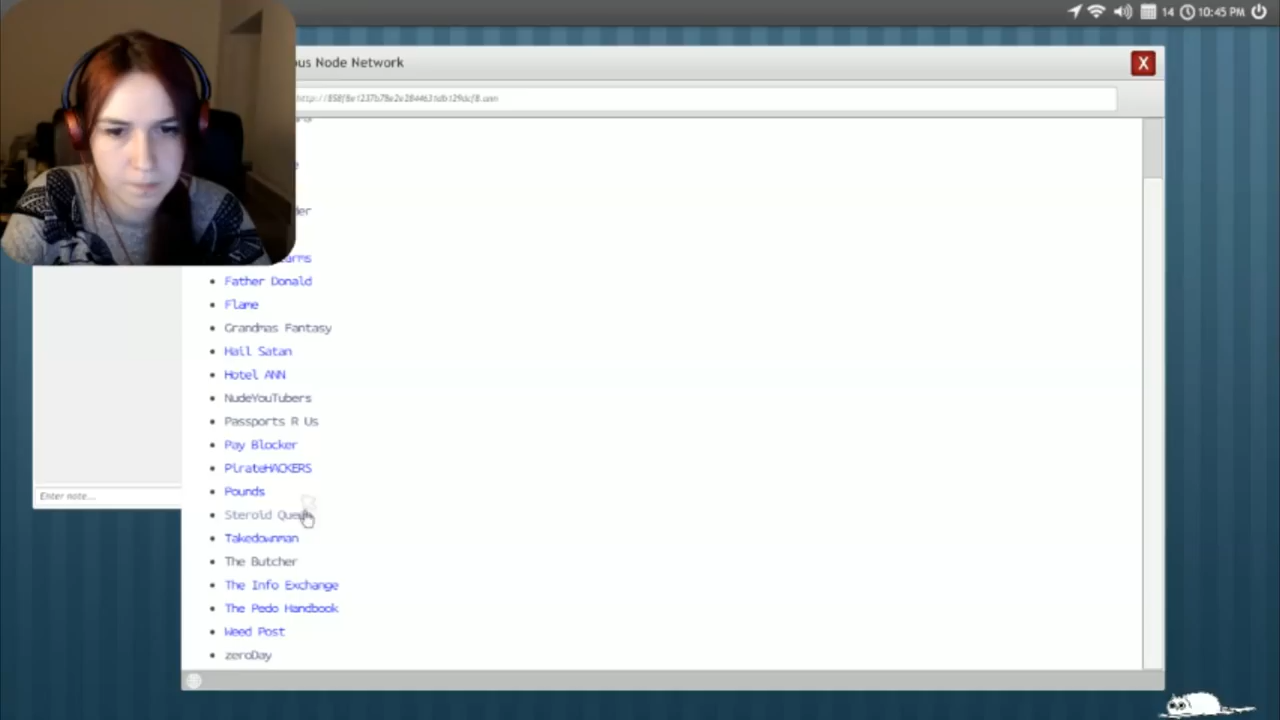 14 10:45 PM
ous Node Network
X
Father Donald
Flame
Grandmas Fantasy
Hail Satan
Hotel ANN
NudeYouTubers
Passports R Us
Pay Blocker
PirateHACKERS
Pounds
Enter note...
Steroid Queen
Takedownman
The Butcher
The Info Exchange
The Pedo Handbook
Weed Post
zeroDay